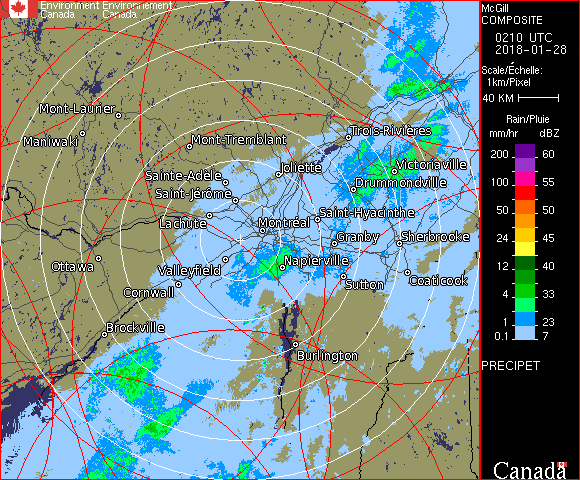 Environment Environnement
Canada Canada
McGill
COMPOSITE
0210 UTC
2018-01-28
Scale/Échelle:
1km/Pixel
40 KM
Rain/Pluie
mm/hr dBZ
200 60
100 55
50 50
24 45
12 40
4 33
1 23
0.1 7
PRECIPET
Canada
Mont-Laurier
Maniwaki
Mont-Tremblant
Trois-Rivières
Joliette
Victoriaville
Sainte-Adèle
Drummondville
Saint-Jérôme
Lachute
Saint-Hyacinthe
Montréal
Granby
Sherbrooke
Ottawa
Valleyfield
Napierville
Coaticook
Cornwall
Sutton
Brockville
Burlington